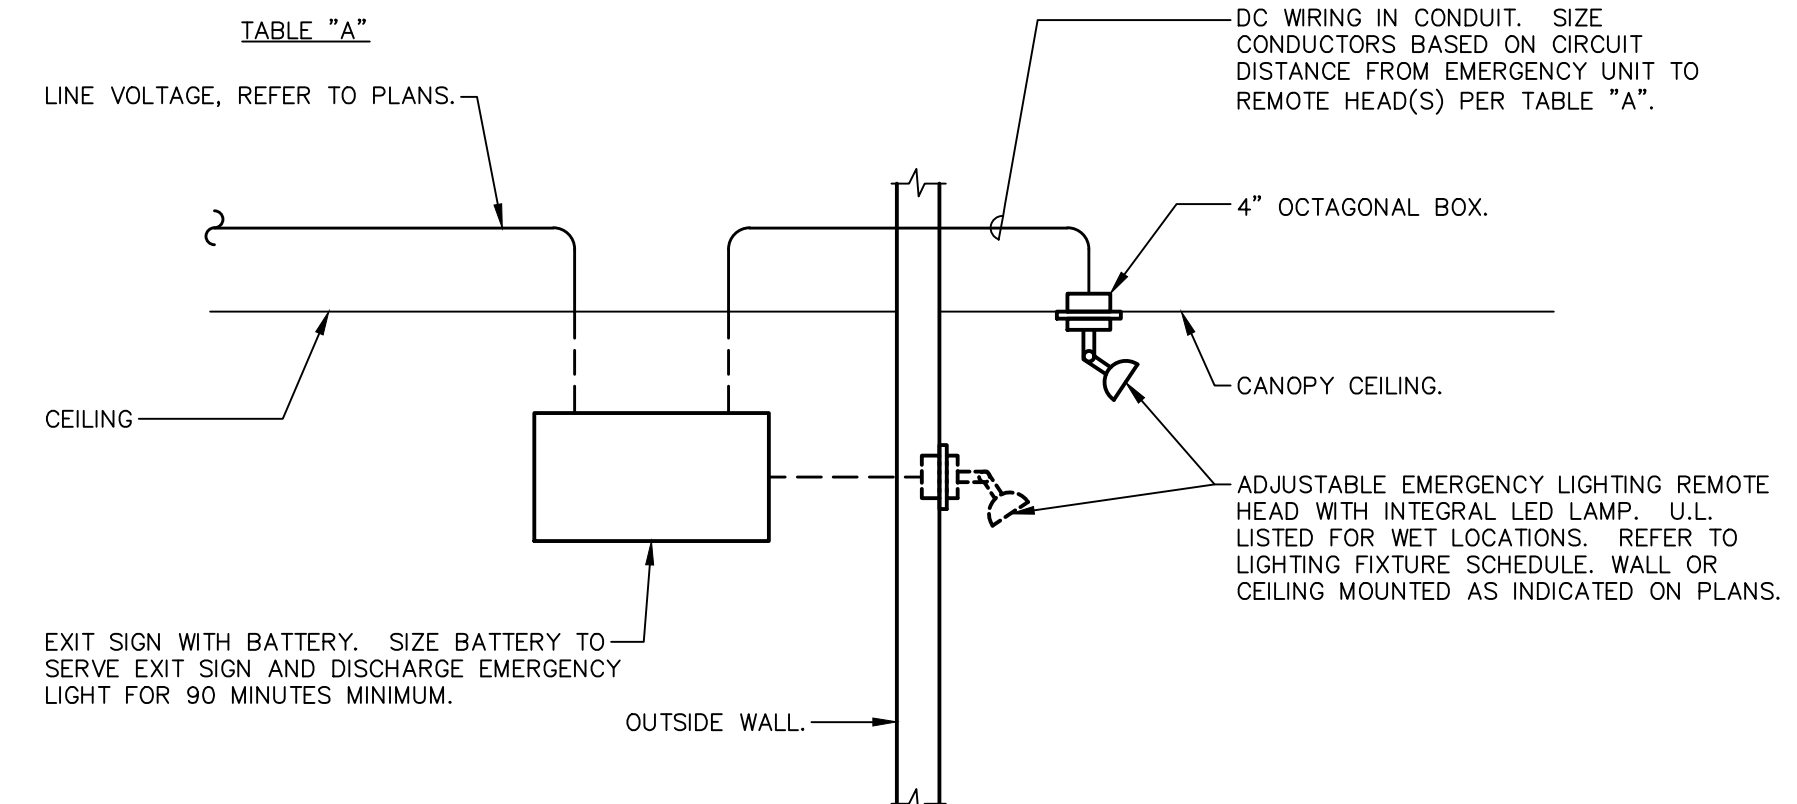 TABLE "A"
LINE VOLTAGE, REFER TO PLANS.
DC WIRING IN CONDUIT. SIZE
CONDUCTORS BASED ON CIRCUIT
DISTANCE FROM EMERGENCY UNIT TO
REMOTE HEAD(S) PER TABLE "A".
4" OCTAGONAL BOX.
CEILING
CANOPY CEILING.
ADJUSTABLE EMERGENCY LIGHTING REMOTE
HEAD WITH INTEGRAL LED LAMP. U.L.
LISTED FOR WET LOCATIONS. REFER TO
LIGHTING FIXTURE SCHEDULE. WALL OR
CEILING MOUNTED AS INDICATED ON PLANS.
EXIT SIGN WITH BATTERY. SIZE BATTERY TO
SERVE EXIT SIGN AND DISCHARGE EMERGENCY
LIGHT FOR 90 MINUTES MINIMUM.
OUTSIDE WALL.